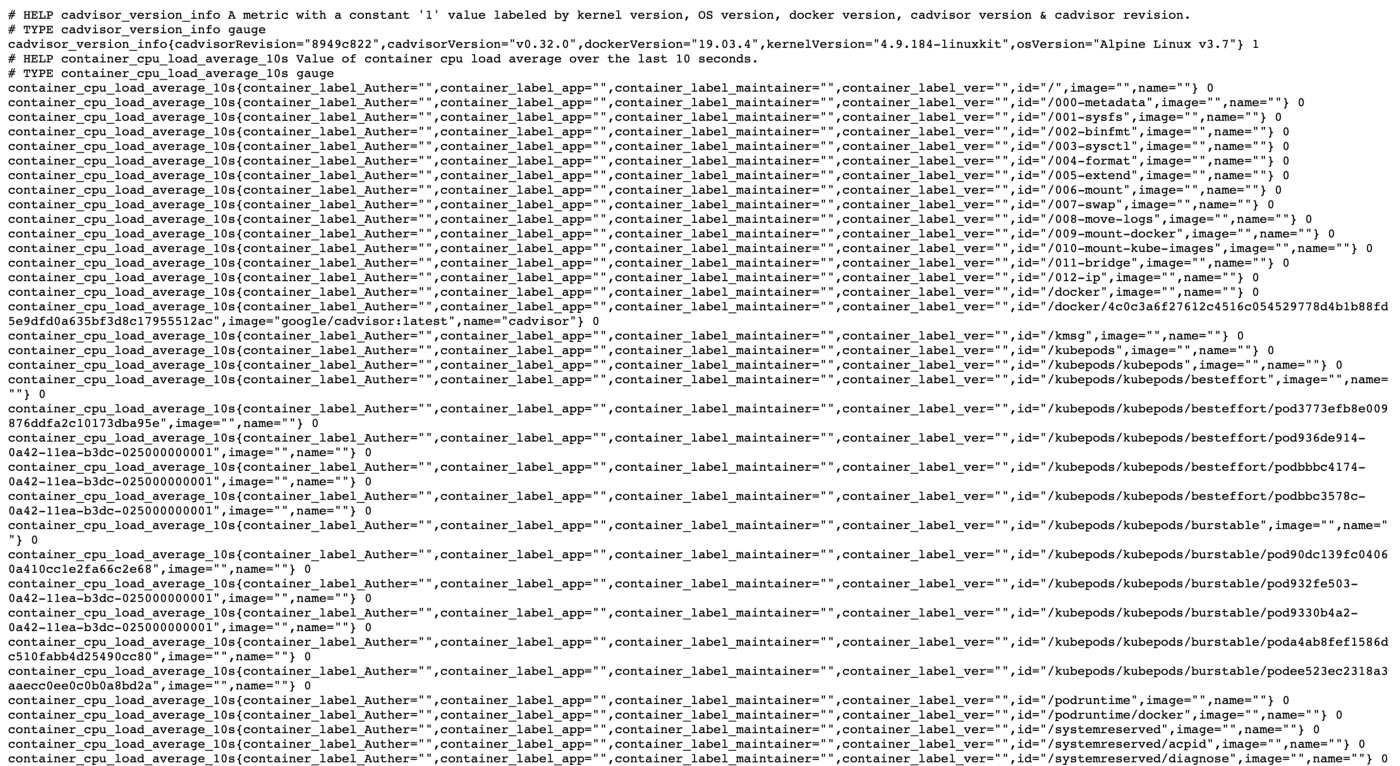 # HELP cadvisor_version_info A metric with a constant '1' value labeled by kernel version, OS version, docker version, cadvisor version & cadvisor revision.
# TYPE cadvisor_version_info gauge
cadvisor_version_info{cadvisorRevision="8949c822",cadvisorVersion="v0.32.0",dockerVersion="19.03.4",kernelVersion="4.9.184-linuxkit",osVersion="Alpine Linux v3.7"} 1
# HELP container_cpu_load_average_10s Value of container cpu load average over the last 10 seconds.
# TYPE container_cpu_load_average_10s gauge
container_cpu_load_average_10s{container_label_Auther="",container_label_app="",container_label_maintainer="",container_label_ver="",id="/",image="",name=""} 0
container_cpu_load_average_10s{container_label_Auther="",container_label_app="",container_label_maintainer="",container_label_ver="",id="/000-metadata",image="",name=""} 0
container_cpu_load_average_10s{container_label_Auther="",container_label_app="",container_label_maintainer="",container_label_ver="",id="/001-sysfs",image="",name=""} 0
container_cpu_load_average_10s{container_label_Auther="",container_label_app="",container_label_maintainer="",container_label_ver="",id="/002-binfmt",image="",name=""} 0
container_cpu_load_average_10s{container_label_Auther="",container_label_app="",container_label_maintainer="",container_label_ver="",id="/003-sysctl",image="",name=""} 0
container_cpu_load_average_10s{container_label_Auther="",container_label_app="",container_label_maintainer="",container_label_ver="",id="/004-format",image="",name=""} 0
container_cpu_load_average_10s{container_label_Auther="",container_label_app="",container_label_maintainer="",container_label_ver="",id="/005-extend",image="",name=""} 0
container_cpu_load_average_10s{container_label_Auther="",container_label_app="",container_label_maintainer="",container_label_ver="",id="/006-mount",image="",name=""} 0
container_cpu_load_average_10s{container_label_Auther="",container_label_app="",container_label_maintainer="",container_label_ver="",id="/007-swap",image="",name=""} 0
container_cpu_load_average_10s{container_label_Auther="",container_label_app="",container_label_maintainer="",container_label_ver="",id="/008-move-logs",image="",name=""} 0
container_cpu_load_average_10s{container_label_Auther="",container_label_app="",container_label_maintainer="",container_label_ver="",id="/009-mount-docker",image="",name=""} 0
container_cpu_load_average_10s{container_label_Auther="",container_label_app="",container_label_maintainer="",container_label_ver="",id="/010-mount-kube-images",image="",name=""} 0
container_cpu_load_average_10s{container_label_Auther="",container_label_app="",container_label_maintainer="",container_label_ver="",id="/011-bridge",image="",name=""} 0
container_cpu_load_average_10s{container_label_Auther="",container_label_app="",container_label_maintainer="",container_label_ver="",id="/012-ip",image="",name=""} 0
container_cpu_load_average_10s{container_label_Auther="",container_label_app="",container_label_maintainer="",container_label_ver="",id="/docker",image="",name=""} 0
container_cpu_load_average_10s{container_label_Auther="",container_label_app="",container_label_maintainer="",container_label_ver="",id="/docker/4c0c3a6f27612c4516c054529778d4b1b88fd
5e9dfd0a635bf3d8c17955512ac",image="google/cadvisor:latest",name="cadvisor"} 0
container_cpu_load_average_10s{container_label_Auther="",container_label_app="",container_label_maintainer="",container_label_ver="",id="/kmsg",image="",name=""} 0
container_cpu_load_average_10s{container_label_Auther="",container_label_app="",container_label_maintainer="",container_label_ver="",id="/kubepods",image="",name=""} 0
container_cpu_load_average_10s{container_label_Auther="",container_label_app="",container_label_maintainer="",container_label_ver="",id="/kubepods/kubepods",image="",name=""} 0
container_cpu_load_average_10s{container_label_Auther="",container_label_app="",container_label_maintainer="",container_label_ver="",id="/kubepods/kubepods/besteffort",image="",name=
""} 0
container_cpu_load_average_10s{container_label_Auther="",container_label_app="",container_label_maintainer="",container_label_ver="",id="/kubepods/kubepods/besteffort/pod3773efb8e009
876ddfa2c10173dba95e",image="",name=""} 0
container_cpu_load_average_10s{container_label_Auther="",container_label_app="",container_label_maintainer="",container_label_ver="",id="/kubepods/kubepods/besteffort/pod936de914-
0a42-11ea-b3dc-025000000001",image="",name=""} 0
container_cpu_load_average_10s{container_label_Auther="",container_label_app="",container_label_maintainer="",container_label_ver="",id="/kubepods/kubepods/besteffort/podbbbc4174-
0a42-11ea-b3dc-025000000001",image="",name=""} 0
container_cpu_load_average_10s{container_label_Auther="",container_label_app="",container_label_maintainer="",container_label_ver="",id="/kubepods/kubepods/besteffort/podbbc3578c-
0a42-11ea-b3dc-025000000001",image="",name=""} 0
container_cpu_load_average_10s{container_label_Auther="",container_label_app="",container_label_maintainer="",container_label_ver="",id="/kubepods/kubepods/burstable",image="",name="
"} 0
container_cpu_load_average_10s{container_label_Auther="",container_label_app="",container_label_maintainer="",container_label_ver="",id="/kubepods/kubepods/burstable/pod90dc139fc0406
0a410cc1e2fa66c2e68",image="",name=""} 0
container_cpu_load_average_10s{container_label_Auther="",container_label_app="",container_label_maintainer="",container_label_ver="",id="/kubepods/kubepods/burstable/pod932fe503-
0a42-11ea-b3dc-025000000001",image="",name=""} 0
container_cpu_load_average_10s{container_label_Auther="",container_label_app="",container_label_maintainer="",container_label_ver="",id="/kubepods/kubepods/burstable/pod9330b4a2-
0a42-11ea-b3dc-025000000001",image="",name=""} 0
container_cpu_load_average_10s{container_label_Auther="",container_label_app="",container_label_maintainer="",container_label_ver="",id="/kubepods/kubepods/burstable/poda4ab8fef1586d
c510fabb4d25490cc80",image="",name=""} 0
container_cpu_load_average_10s{container_label_Auther="",container_label_app="",container_label_maintainer="",container_label_ver="",id="/kubepods/kubepods/burstable/podee523ec2318a3
aaecc0ee0c0b0a8bd2a",image="",name=""} 0
container_cpu_load_average_10s{container_label_Auther="",container_label_app="",container_label_maintainer="",container_label_ver="",id="/podruntime",image="",name=""} 0
container_cpu_load_average_10s{container_label_Auther="",container_label_app="",container_label_maintainer="",container_label_ver="",id="/podruntime/docker",image="",name=""} 0
container_cpu_load_average_10s{container_label_Auther="",container_label_app="",container_label_maintainer="",container_label_ver="",id="/systemreserved",image="",name=""} 0
container_cpu_load_average_10s{container_label_Auther="",container_label_app="",container_label_maintainer="",container_label_ver="",id="/systemreserved/acpid",image="",name=""} 0
container_cpu_load_average_10s{container_label_Auther="",container_label_app="",container_label_maintainer="",container_label_ver="",id="/systemreserved/diagnose",image="",name=""} 0